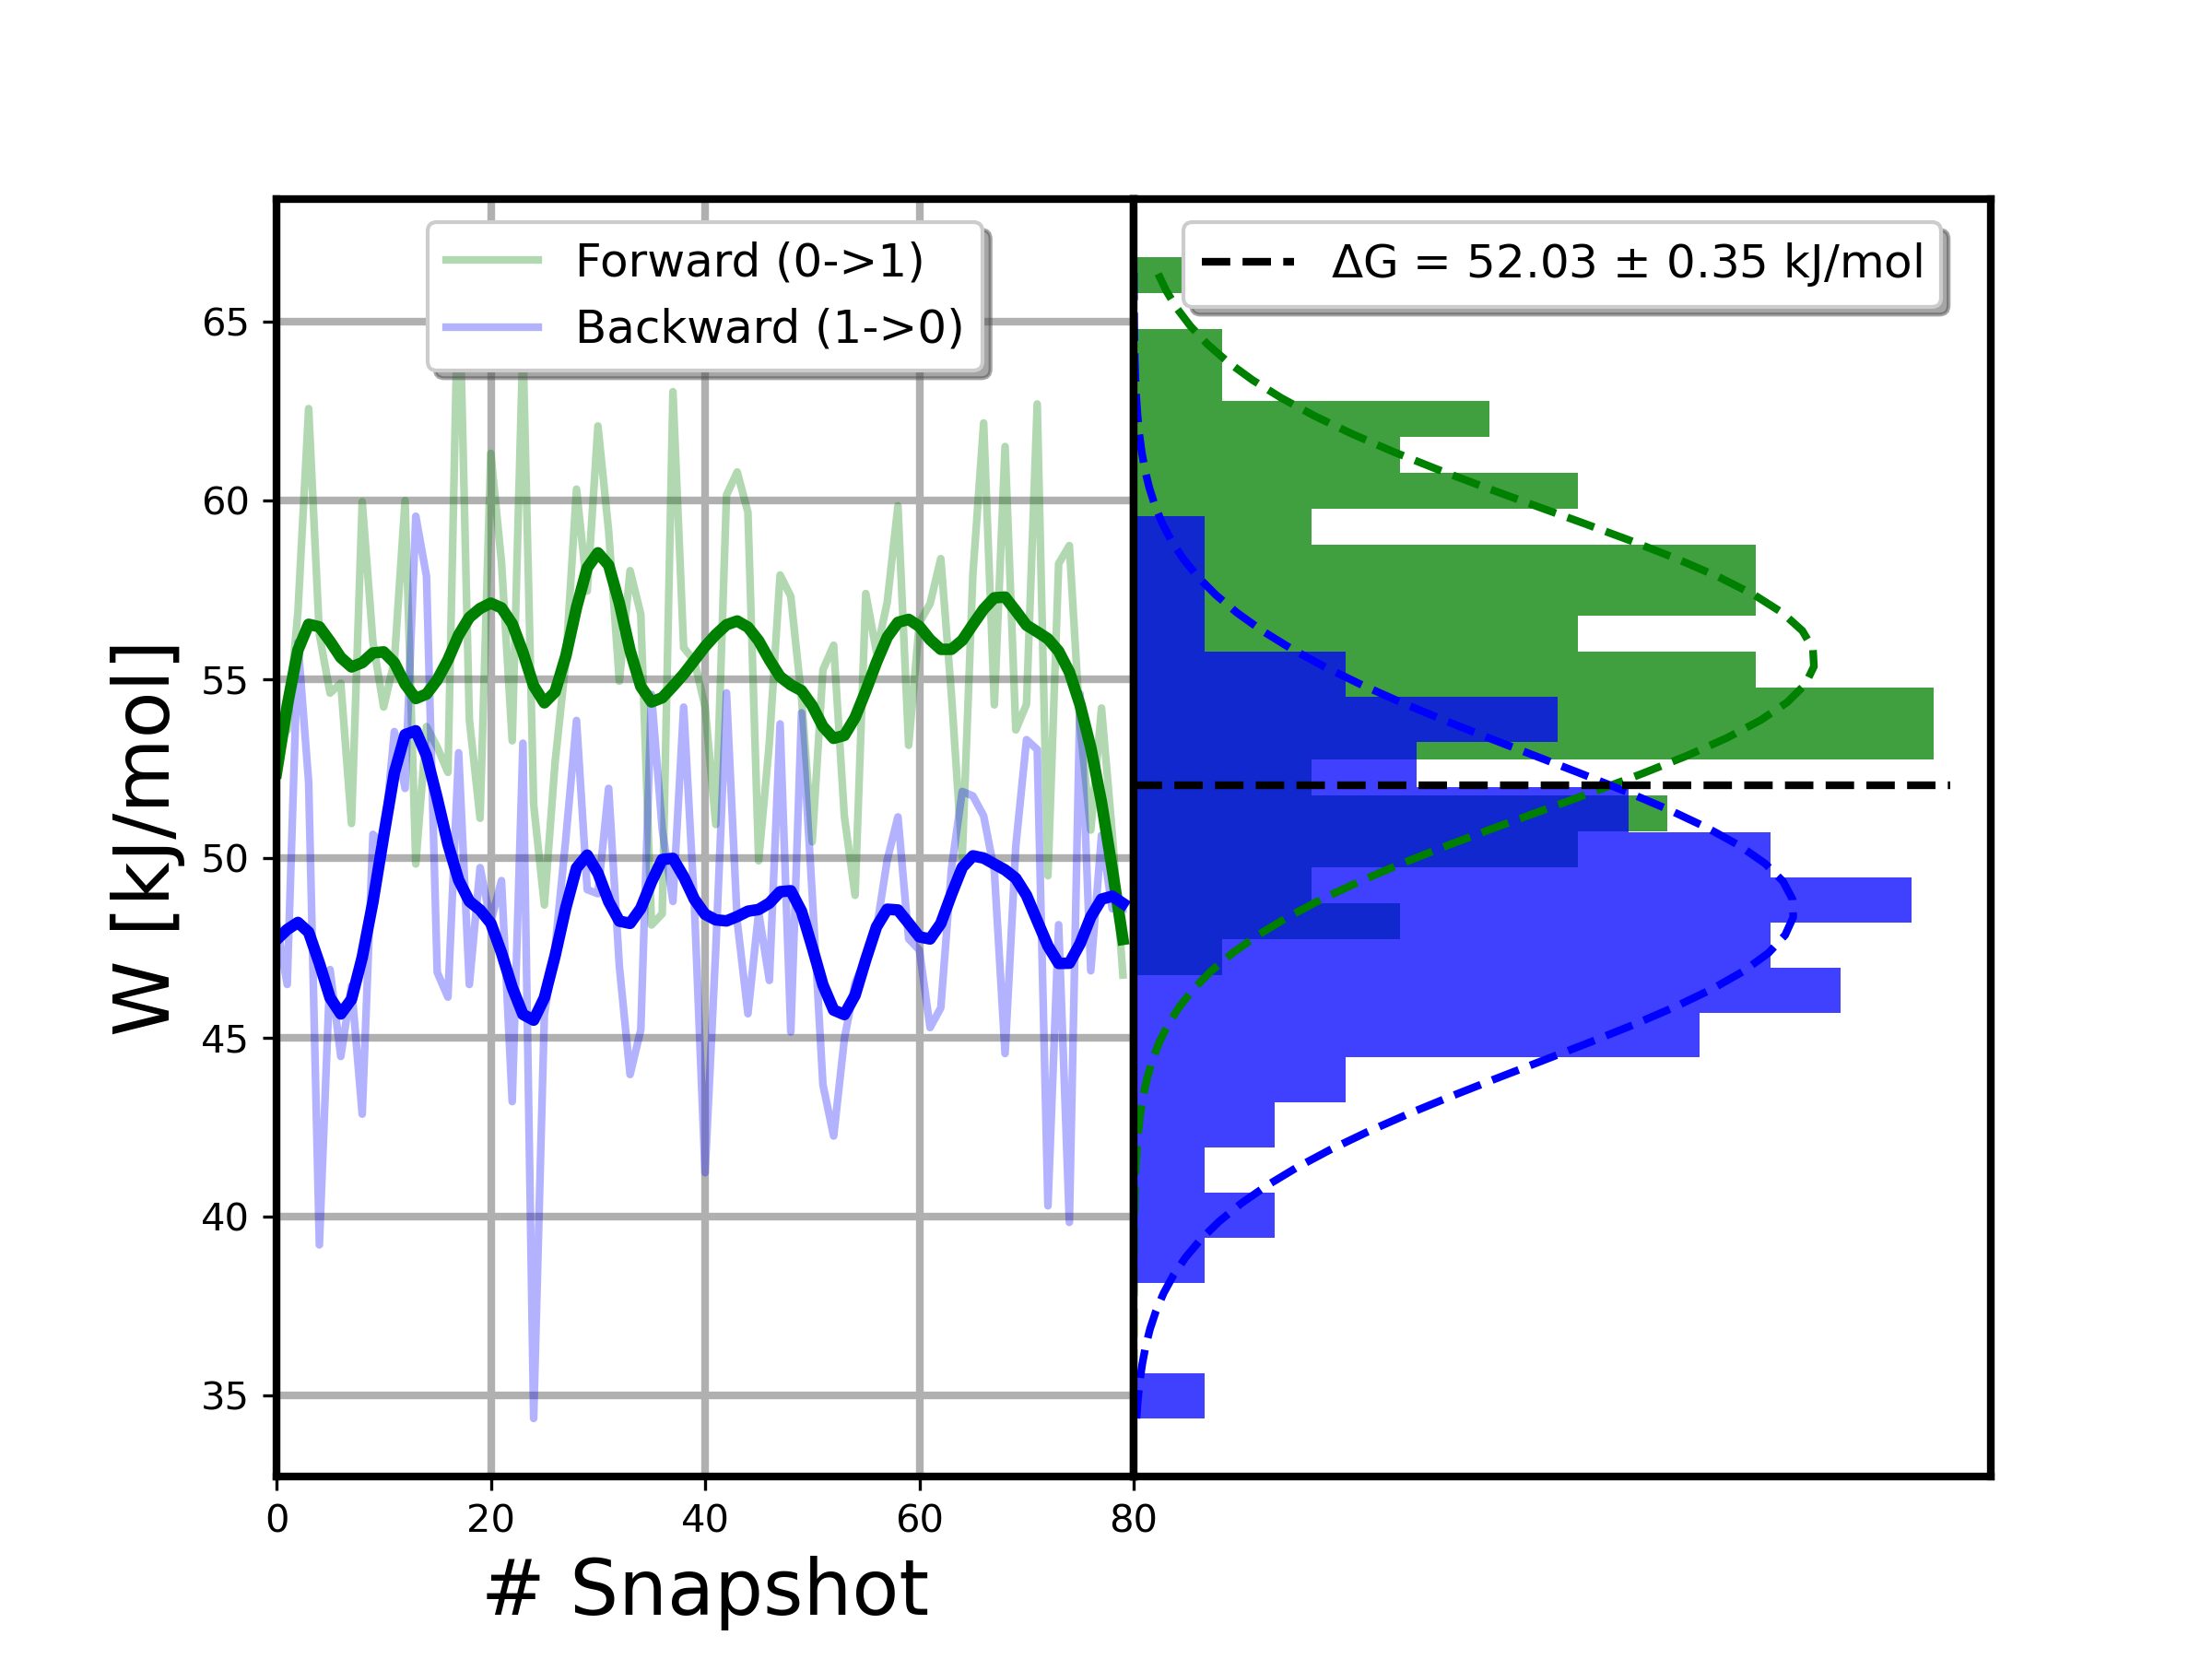 Forward (0->1)
Backward (1->0)
ΔG = 52.03 ± 0.35 kJ/mol
W [kJ/mol]
65
60
55
50
45
40
35
0 20 40 60 80
# Snapshot